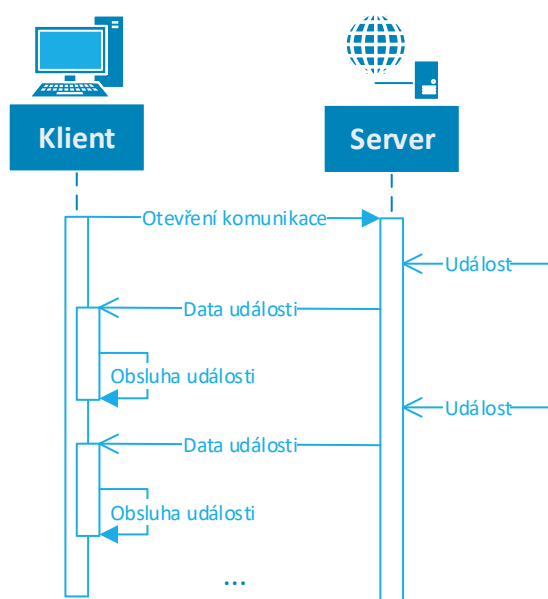 Klient
Server
Otevření komunikace
Událost
Data události
Obsluha události
Událost
Data události
Obsluha události
...